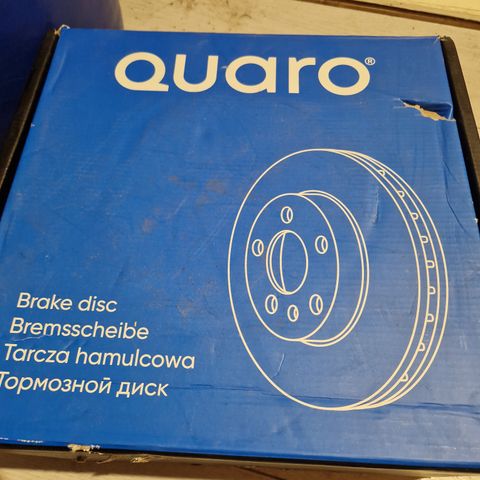 QUARO®
Brake disc
Bremsscheibe
Tarcza hamulcowa
Тормозной диск